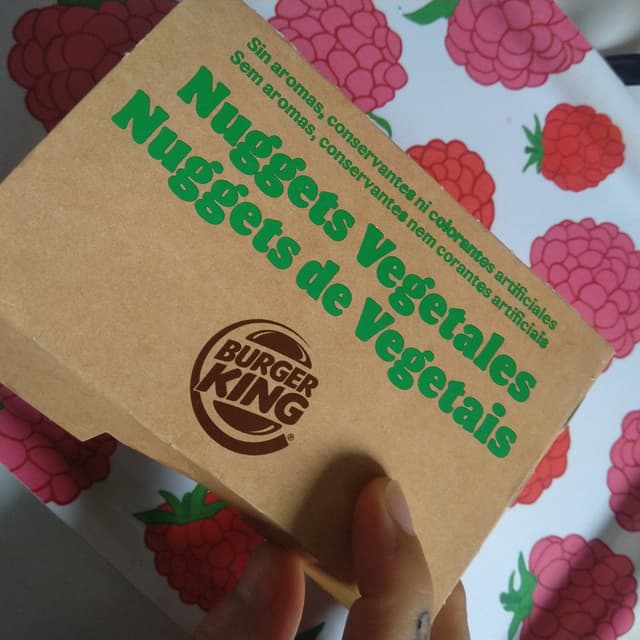 Sin aromas, conservantes ni colorantes artificiales
Sem aromas, conservantes nem corantes artificiais
Nuggets Vegetales
Nuggets de Vegetais
BURGER
KING®